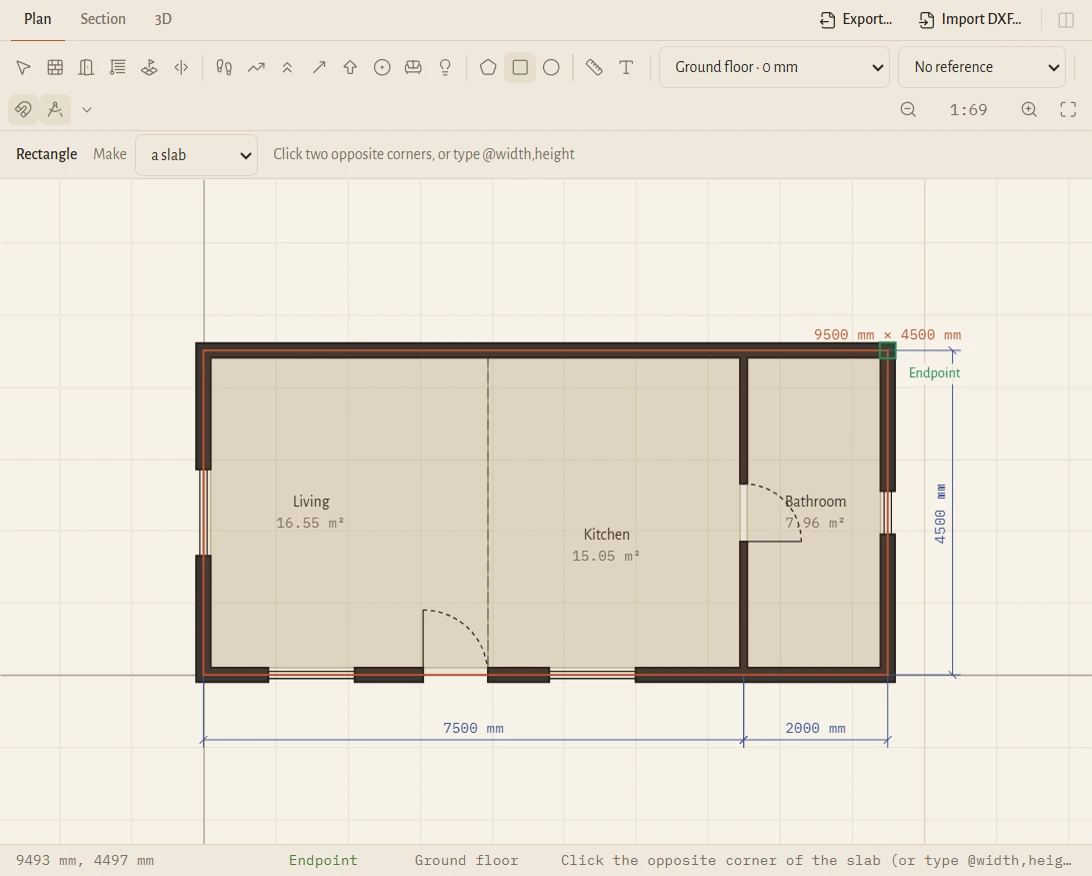 Plan Section 3D Export... Import DXF...
Ground floor · 0 mm No reference
1:69
Rectangle Make a slab Click two opposite corners, or type @width,height
9500 mm × 4500 mm
Endpoint
Living
16.55 m²
Kitchen
15.05 m²
Bathroom
7.96 m²
4500 mm
7500 mm
2000 mm
9493 mm, 4497 mm Endpoint Ground floor Click the opposite corner of the slab (or type @width,heig…